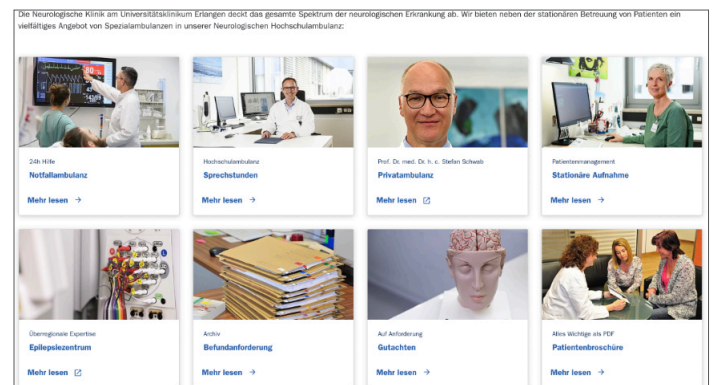 Die Neurologische Klinik am Universitätsklinikum Erlangen deckt das gesamte Spektrum der neurologischen Erkrankung ab. Wir bieten neben der stationären Betreuung von Patienten ein
vielfältiges Angebot von Spezialambulanzen in unserer Neurologischen Hochschulambulanz:
24h Hilfe
Notfallambulanz
Mehr lesen →
Hochschulambulanz
Sprechstunden
Mehr lesen →
Prof. Dr. med. Dr. h. c. Stefan Schwab
Privatambulanz
Mehr lesen
Patientenmanagement
Stationäre Aufnahme
Mehr lesen →
Überregionale Expertise
Epilepsiezentrum
Mehr lesen
Archiv
Befundanforderung
Mehr lesen →
Auf Anforderung
Gutachten
Mehr lesen →
Alles Wichtige als PDF
Patientenbroschüre
Mehr lesen →